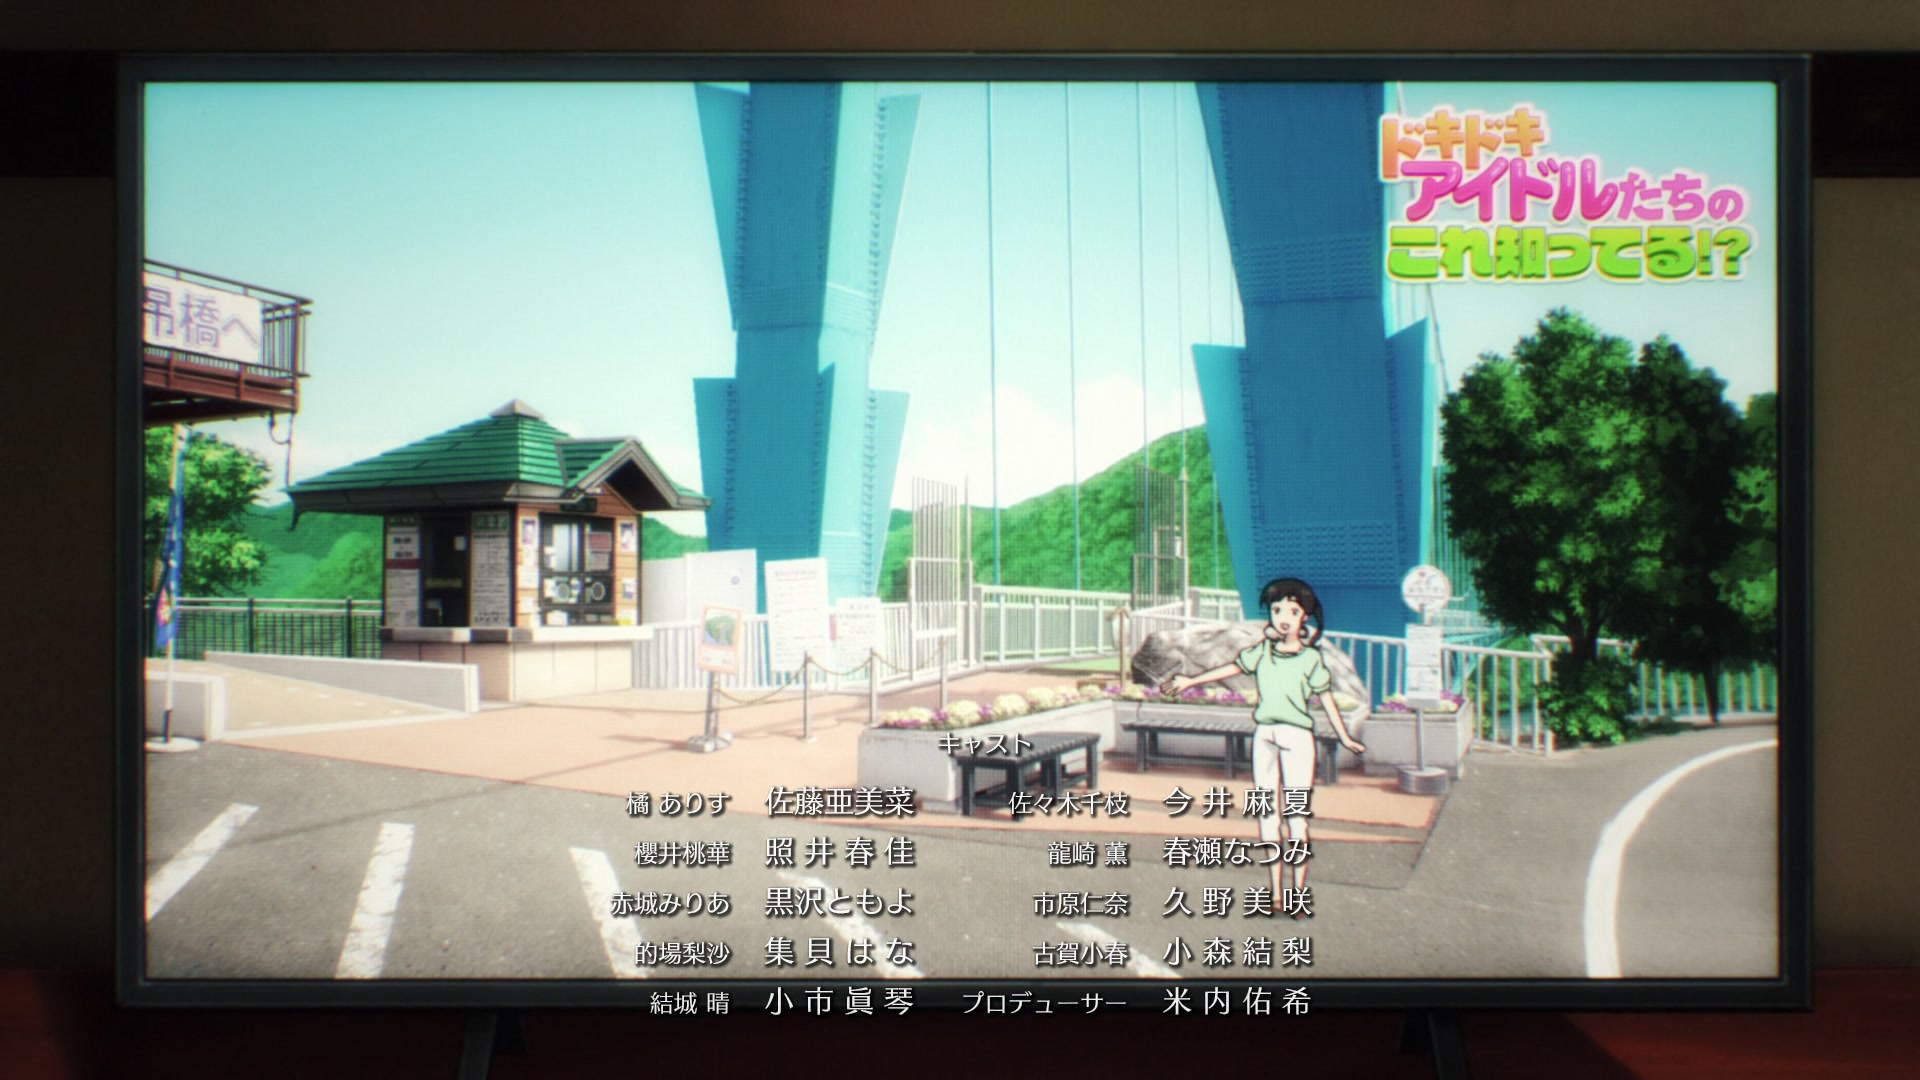 ドキドキ
アイドルたちの
これ知ってる!?
吊橋へ
キャスト
橘 ありす 佐藤亜美菜 佐々木千枝 今井麻夏
櫻井桃華 照井春佳 龍崎 薫 春瀬なつみ
赤城みりあ 黒沢ともよ 市原仁奈 久野美咲
的場梨沙 集貝はな 古賀小春 小森結梨
結城 晴 小市眞琴 プロデューサー 米内佑希